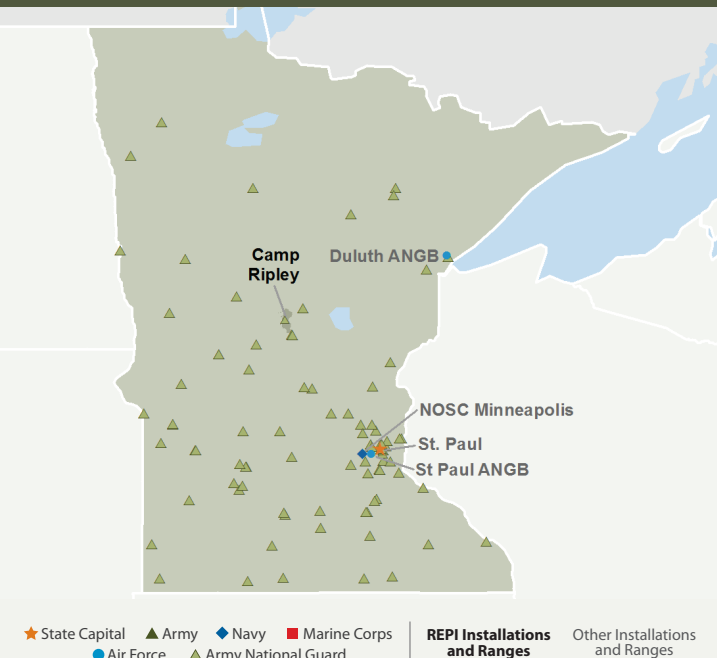 Camp
Ripley
Duluth ANGB
NOSC Minneapolis
St. Paul
St Paul ANGB
State Capital Army Navy Marine Corps
Air Force Army National Guard
REPI Installations
and Ranges
Other Installations
and Ranges